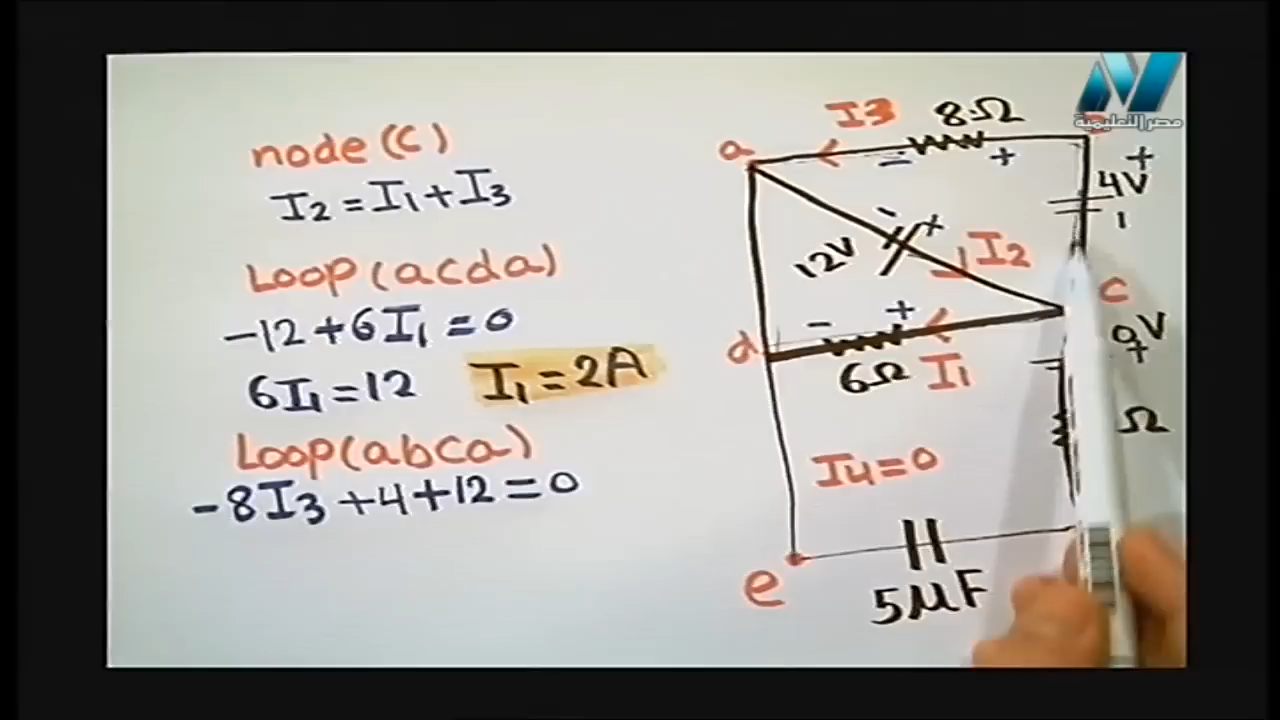 node (C)
I₂ = I₁ + I₃
Loop (acda)
-12 + 6I₁ = 0
6I₁ = 12
I₁ = 2A
Loop (abca)
-8I₃ + 4 + 12 = 0
I3
8Ω
مصر التعليمية
a
-
+
+
4V
-
+
12V
I₂
c
9V
+
-
+
d
6Ω
I₁
Ω
I4 = 0
e
5μF